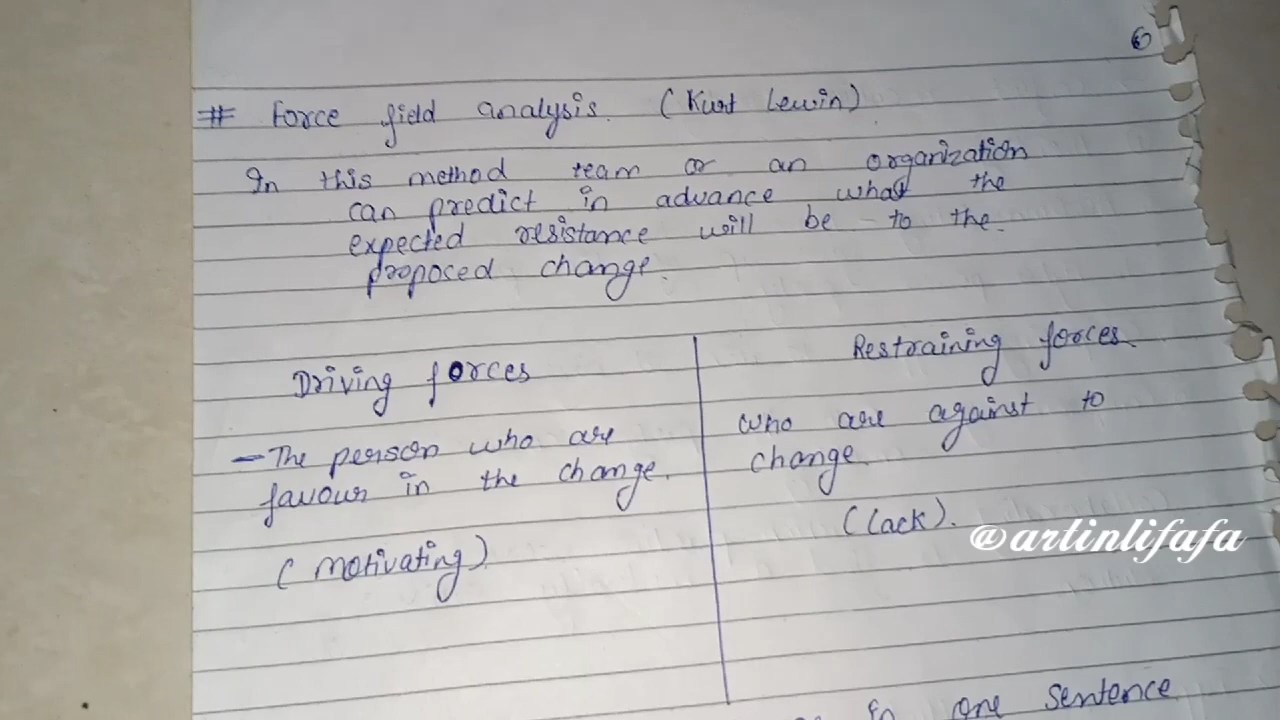 6
# Force field analysis. (Kurt Lewin)
In this method team or an organization
can predict in advance what the
expected resistance will be to the
proposed change.
Driving forces
- The person who are
favour in the change.
(Motivating)
Restraining forces
who are against to
change
(lack).
@artinlifafa
in one sentence